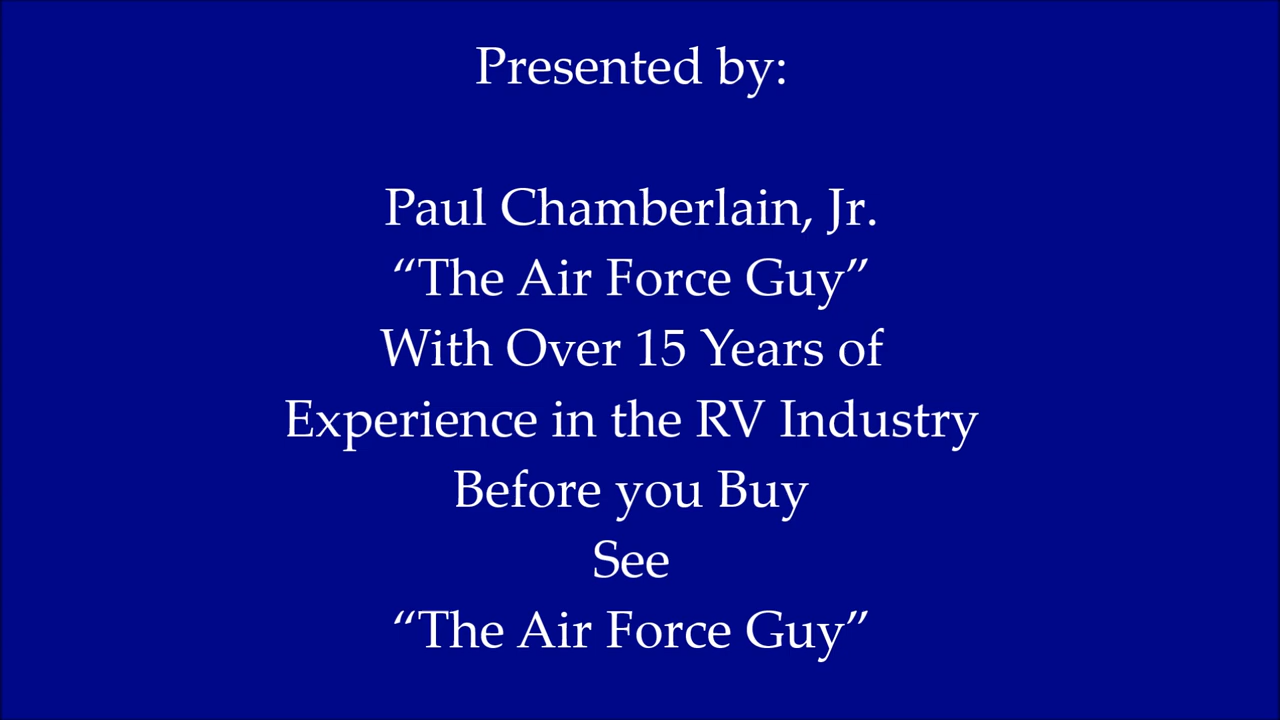 Presented by:
Paul Chamberlain, Jr.
“The Air Force Guy”
With Over 15 Years of
Experience in the RV Industry
Before you Buy
See
“The Air Force Guy”